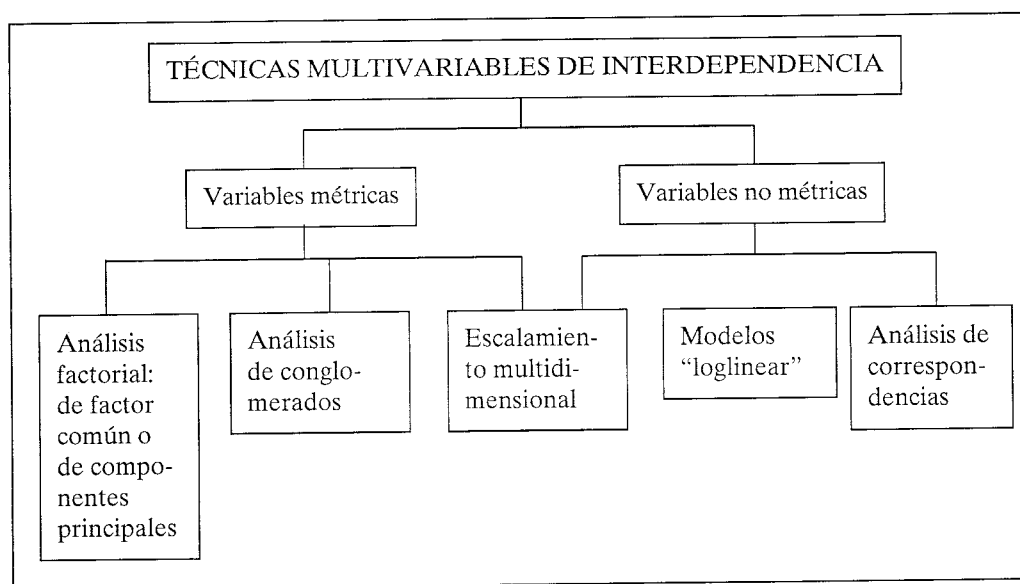 TÉCNICAS MULTIVARIABLES DE INTERDEPENDENCIA
Variables métricas
Variables no métricas
Análisis
factorial:
de factor
común o
de compo-
nentes
principales
Análisis
de conglo-
merados
Escalamien-
to multidi-
mensional
Modelos
“loglinear”
Análisis de
correspon-
dencias